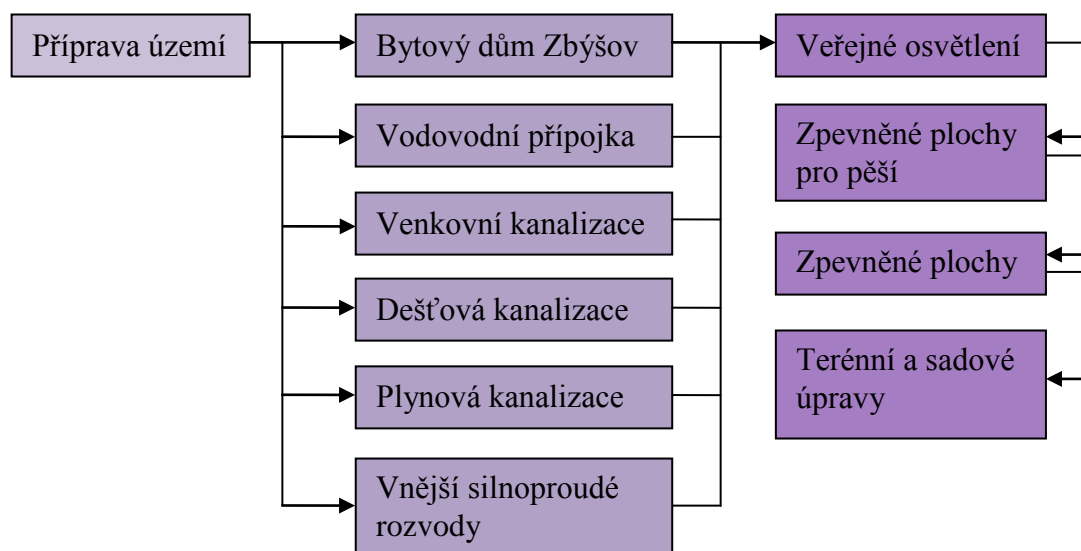 Příprava území
Bytový dům Zbýšov
Vodovodní přípojka
Venkovní kanalizace
Dešťová kanalizace
Plynová kanalizace
Vnější silnoproudé
rozvody
Veřejné osvětlení
Zpevněné plochy
pro pěší
Zpevněné plochy
Terénní a sadové
úpravy